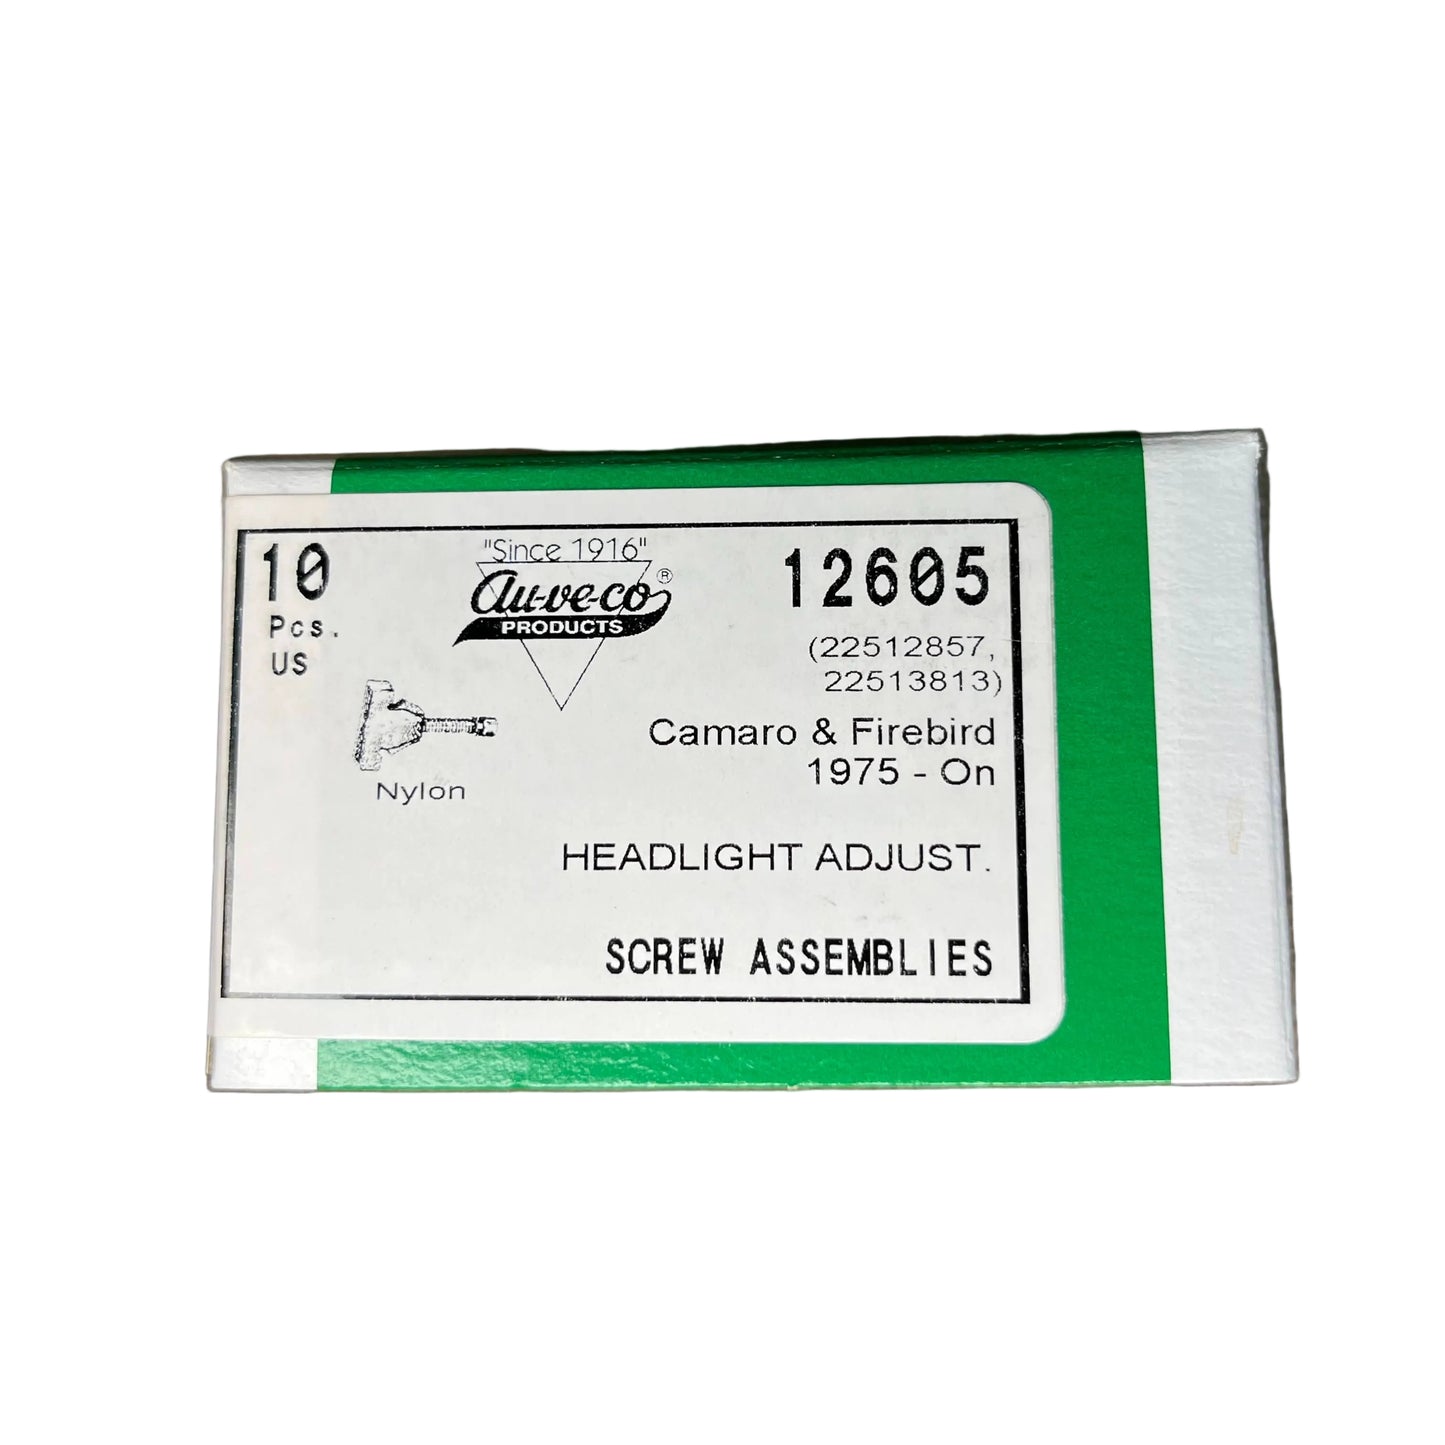 10
Pcs.
US
"Since 1916"
au-ve-co®
PRODUCTS
12605
(22512857,
22513813)
Nylon
Camaro & Firebird
1975 - On
HEADLIGHT ADJUST.
SCREW ASSEMBLIES